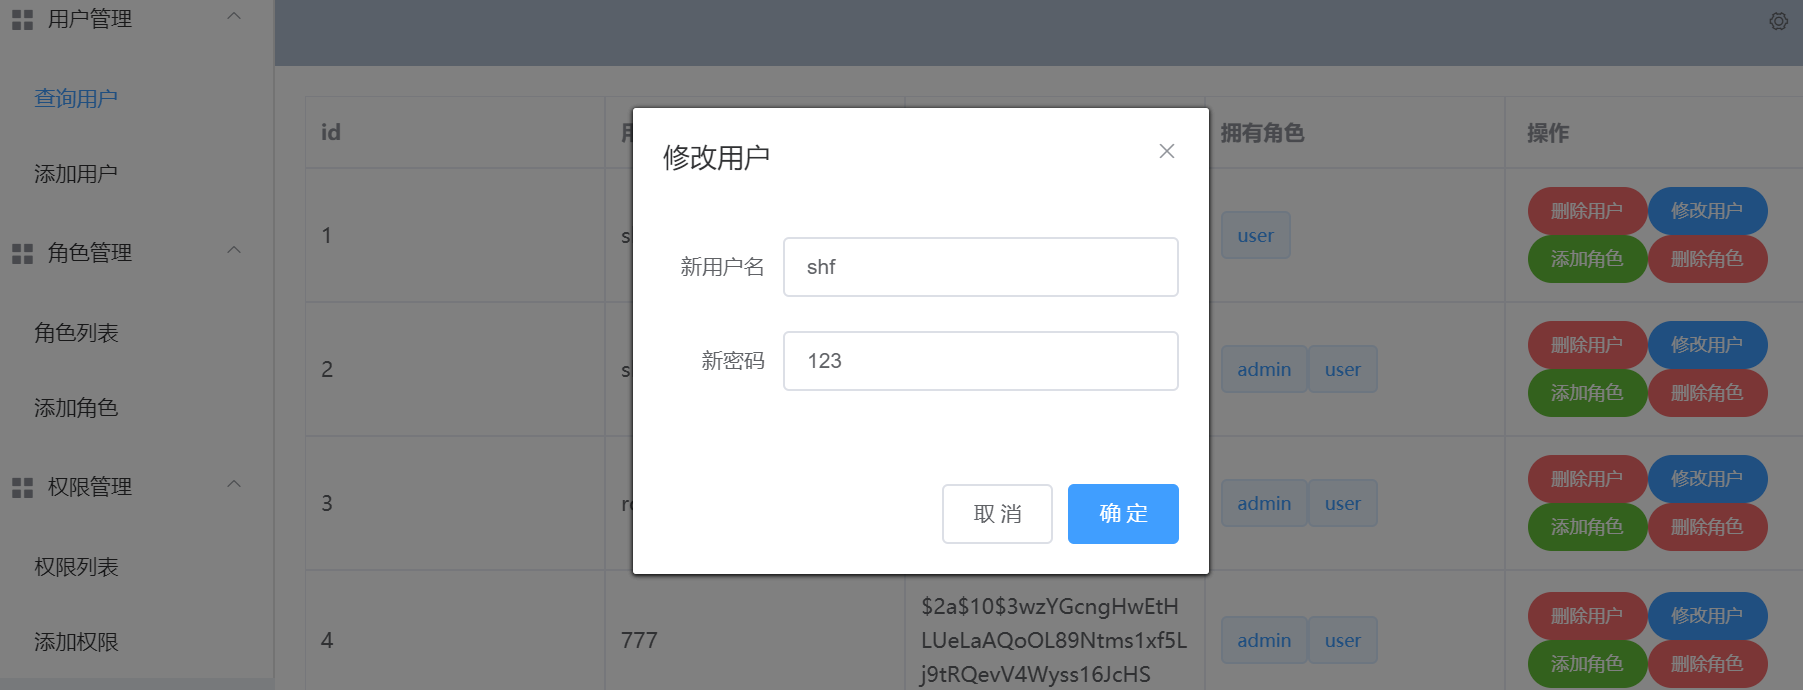 用户管理
查询用户
添加用户
角色管理
角色列表
添加角色
权限管理
权限列表
添加权限
id
拥有角色
操作
1
s
user
删除用户 修改用户
添加角色 删除角色
2
s
admin user
删除用户 修改用户
添加角色 删除角色
3
admin user
删除用户 修改用户
添加角色 删除角色
4
777
$2a$10$3wzYGcngHwEtH
LUeLaAQoOL89Ntms1xf5L
j9tRQevV4Wyss16JcHS
admin user
删除用户 修改用户
添加角色 删除角色
修改用户
新用户名 shf
新密码 123
取 消 确 定